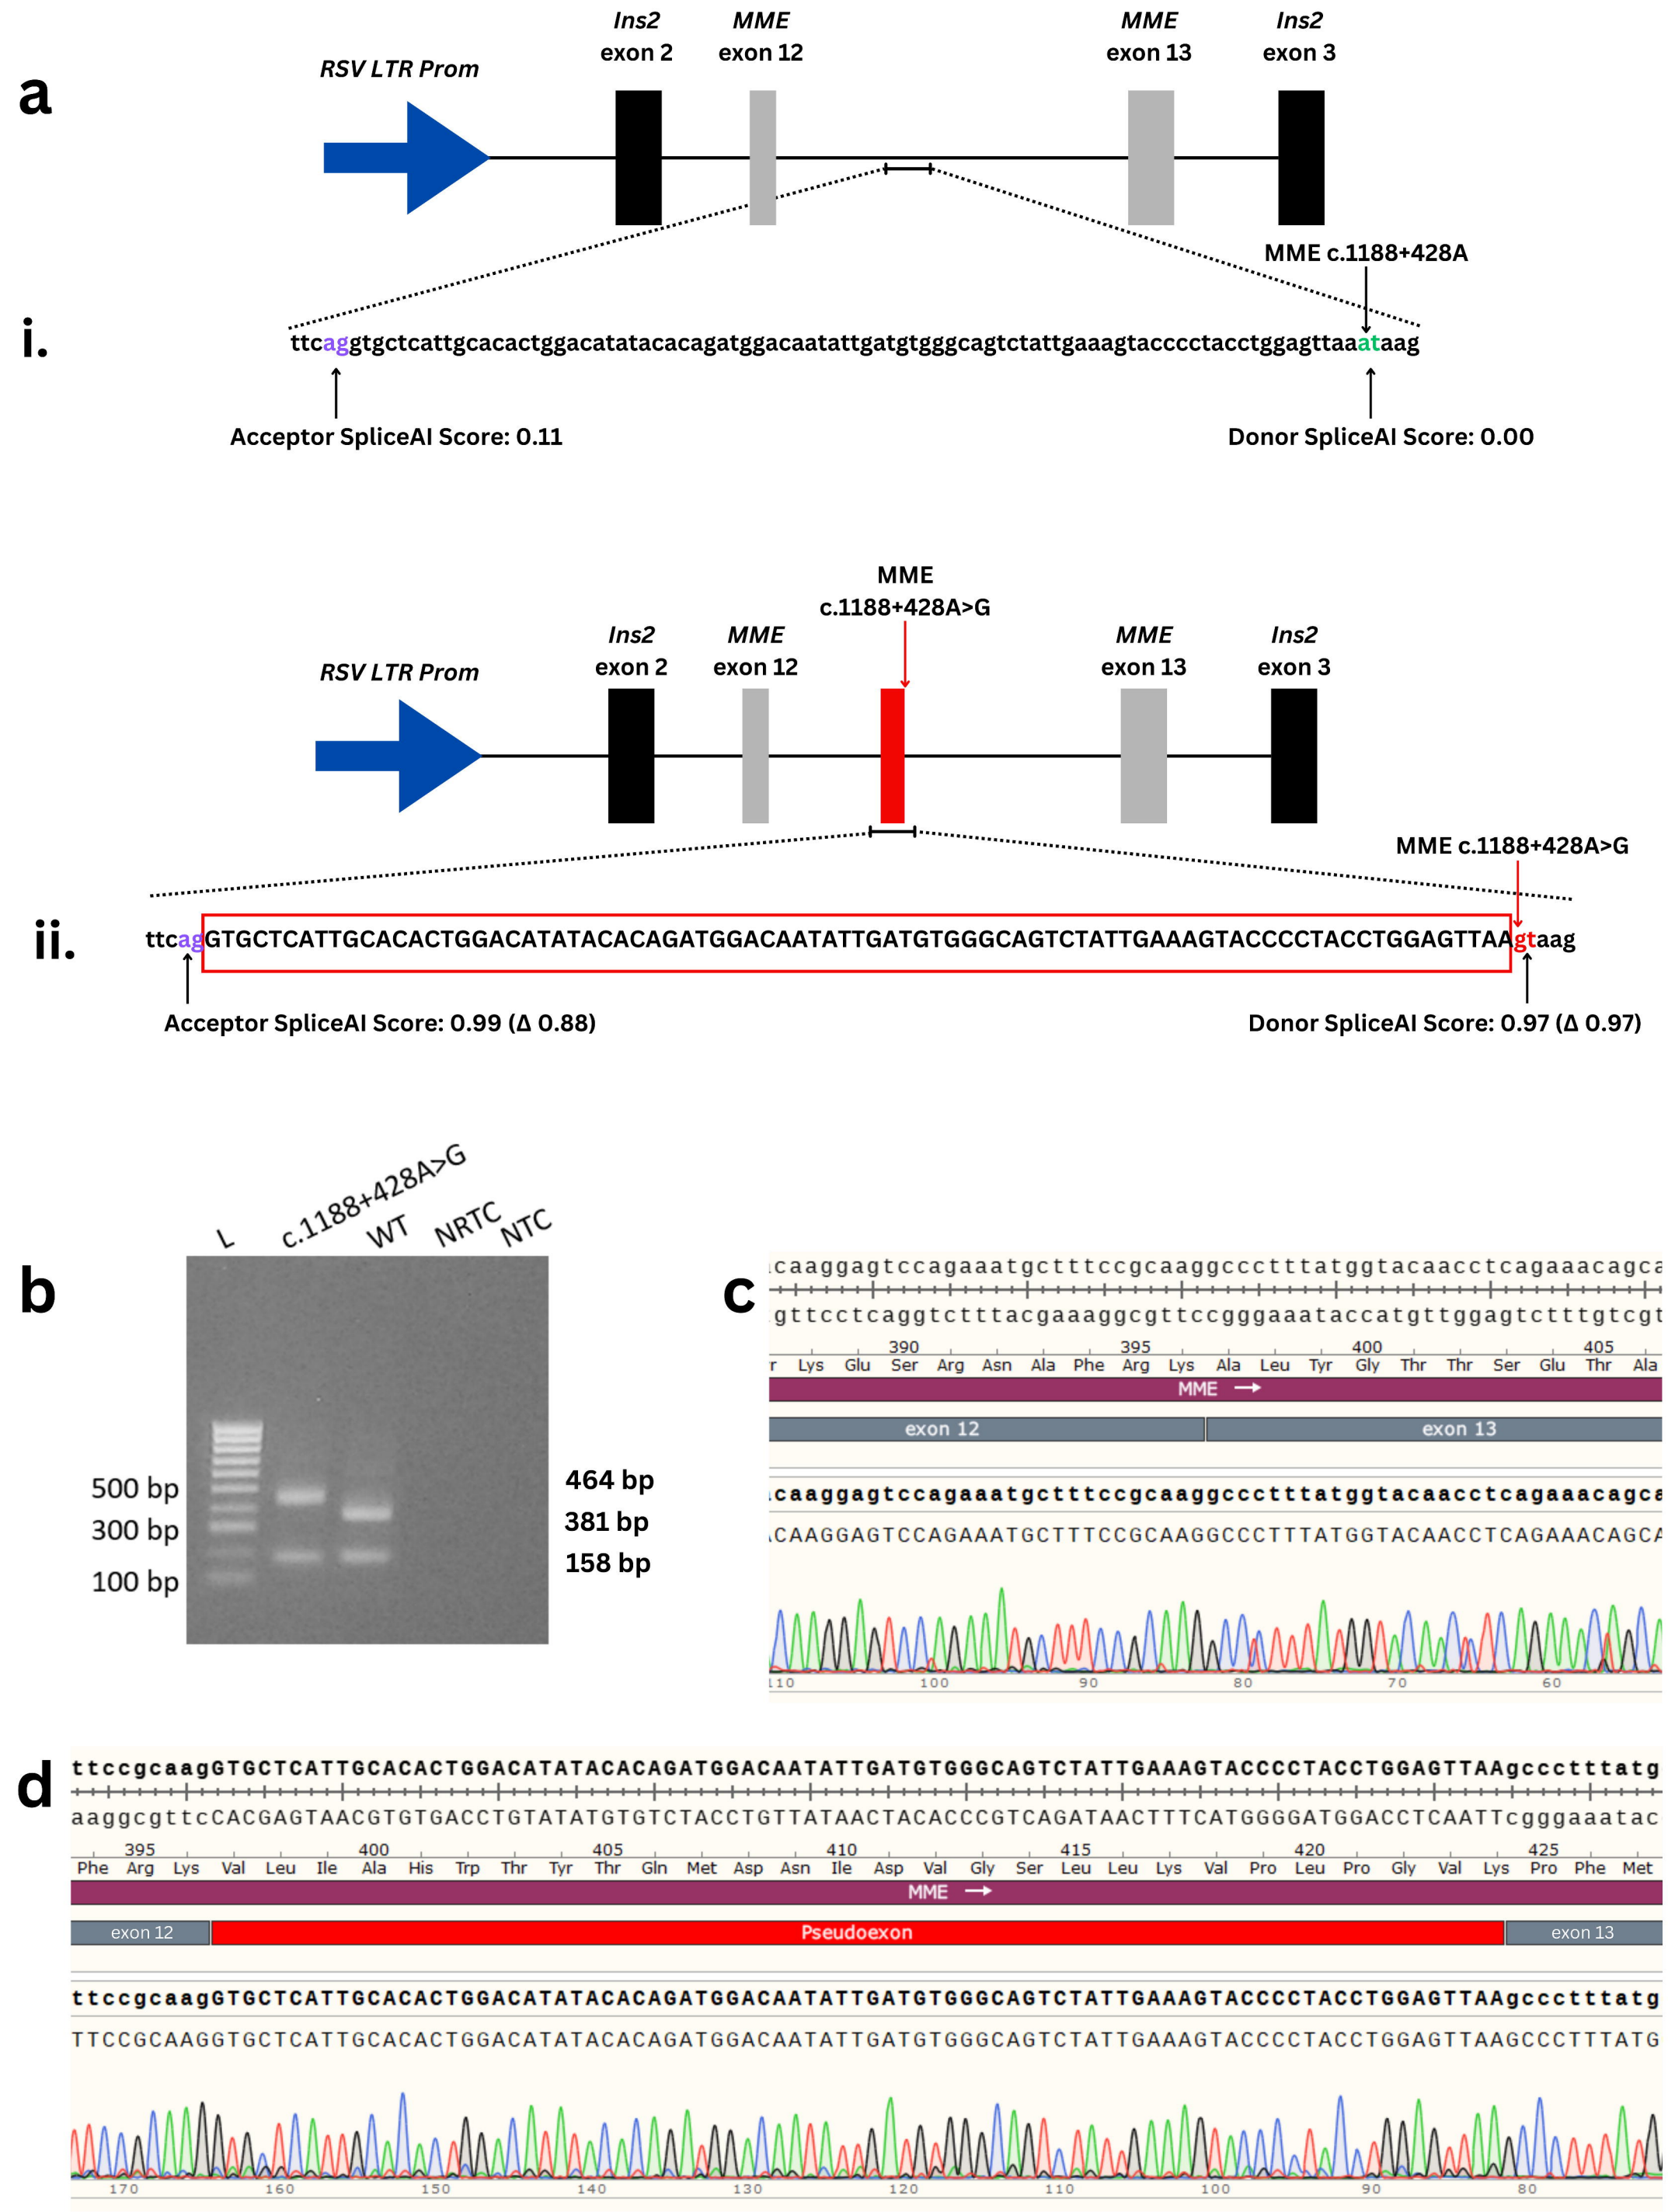 a
RSV LTR Prom
Ins2
exon 2
MME
exon 12
MME
exon 13
Ins2
exon 3
MME c.1188+428A
i.
ttcaggtgctcattgcacactggacatatacacagatggacaatattgatgtgggcagtctattgaaagtacccctacctggagttaaataag
Acceptor SpliceAI Score: 0.11
Donor SpliceAI Score: 0.00
MME
c.1188+428A>G
RSV LTR Prom
Ins2
exon 2
MME
exon 12
MME
exon 13
Ins2
exon 3
MME c.1188+428A>G
ii.
ttcagGTGCTCATTGCACACTGGACATATACACAGATGGACAATATTGATGTGGGCAGTCTATTGAAAGTACCCCTACCTGGAGTTAAgtaag
Acceptor SpliceAI Score: 0.99 (Δ 0.88)
Donor SpliceAI Score: 0.97 (Δ 0.97)
b
L
c.1188+428A>G
WT
NRTC
NTC
500 bp
300 bp
100 bp
464 bp
381 bp
158 bp
c
caaggagtccagaaatgctttccgcaaggccctttatggtacaacctcagaaacagca
gttcctcaggtctttacgaaaggcgttccgggaaataccatgttggagtctttgtcgt
390 395 400 405
r Lys Glu Ser Arg Asn Ala Phe Arg Lys Ala Leu Tyr Gly Thr Thr Ser Glu Thr Ala
MME →
exon 12 exon 13
caaggagtccagaaatgctttccgcaaggccctttatggtacaacctcagaaacagca
CAAGGAGTCCAGAAATGCTTTCCGCAAGGCCCTTTATGGTACAACCTCAGAAACAGCA
110 100 90 80 70 60
d
ttccgcaagGTGCTCATTGCACACTGGACATATACACAGATGGACAATATTGATGTGGGCAGTCTATTGAAAGTACCCCTACCTGGAGTTAAgccctttatg
aaggcgttcCACGAGTAACGTGTGACCTGTATATGTGTCTACCTGTTATAACTACACCCGTCAGATAACTTTCATGGGGATGGACCTCAATTcgggaaatac
395 400 405 410 415 420 425
Phe Arg Lys Val Leu Ile Ala His Trp Thr Tyr Thr Gln Met Asp Asn Ile Asp Val Gly Ser Leu Leu Lys Val Pro Leu Pro Gly Val Lys Pro Phe Met
MME →
exon 12 Pseudoexon exon 13
ttccgcaagGTGCTCATTGCACACTGGACATATACACAGATGGACAATATTGATGTGGGCAGTCTATTGAAAGTACCCCTACCTGGAGTTAAgccctttatg
TTCCGCAAGGTGCTCATTGCACACTGGACATATACACAGATGGACAATATTGATGTGGGCAGTCTATTGAAAGTACCCCTACCTGGAGTTAAGCCCTTTATG
170 160 150 140 130 120 110 100 90 80